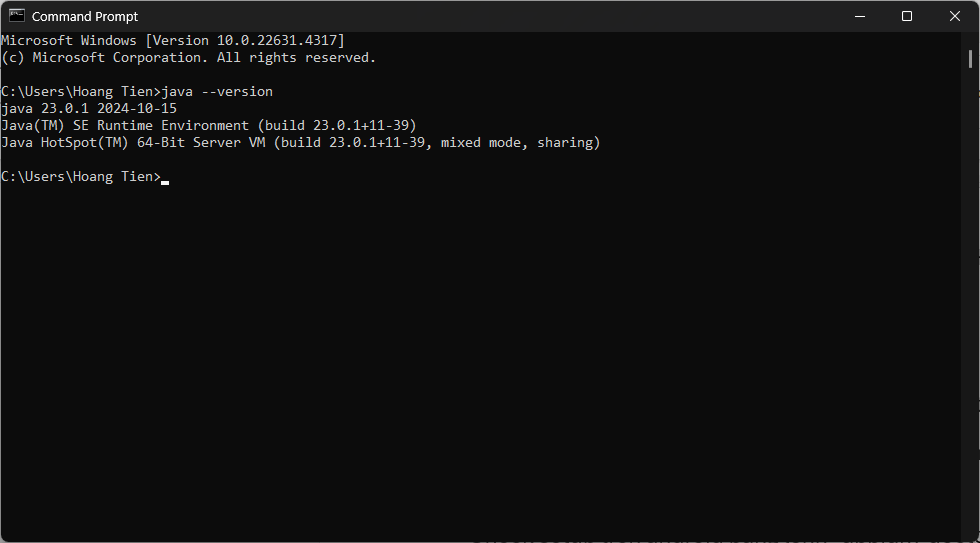 Command Prompt
Microsoft Windows [Version 10.0.22631.4317]
(c) Microsoft Corporation. All rights reserved.
C:\Users\Hoang Tien>java --version
java 23.0.1 2024-10-15
Java(TM) SE Runtime Environment (build 23.0.1+11-39)
Java HotSpot(TM) 64-Bit Server VM (build 23.0.1+11-39, mixed mode, sharing)
C:\Users\Hoang Tien>